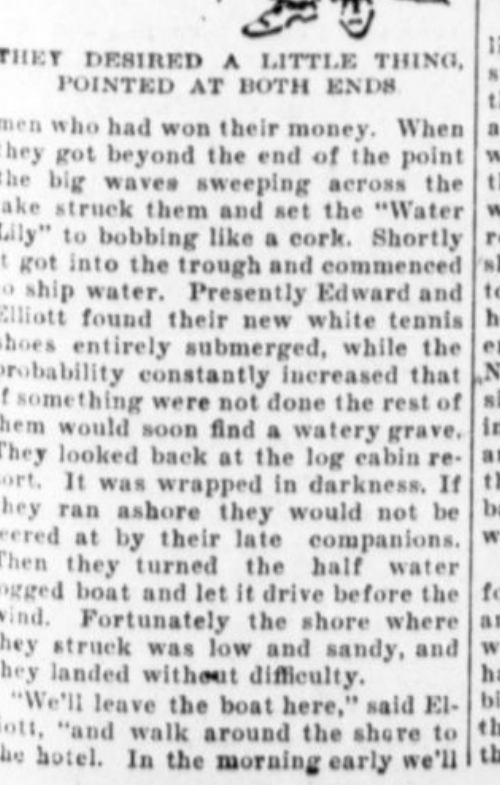 THEY DESIRED A LITTLE THING,
POINTED AT BOTH ENDS
men who had won their money. When
they got beyond the end of the point
the big waves sweeping across the
ake struck them and set the "Water
Lily" to bobbing like a cork. Shortly
t got into the trough and commenced
o ship water. Presently Edward and
Elliott found their new white tennis
shoes entirely submerged, while the
probability constantly increased that
f something were not done the rest of
hem would soon find a watery grave.
They looked back at the log cabin re-
ort. It was wrapped in darkness. If
hey ran ashore they would not be
eered at by their late companions.
Then they turned the half water
ogged boat and let it drive before the
wind. Fortunately the shore where
hey struck was low and sandy, and
hey landed without difficulty.
"We'll leave the boat here," said El-
iott, "and walk around the shore to
he hotel. In the morning early we'll